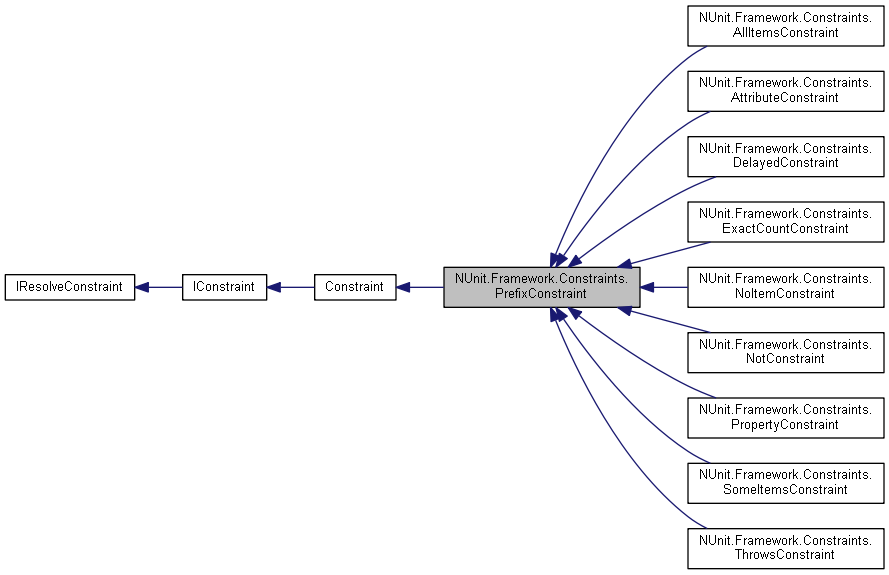 IResolveConstraint
IConstraint
Constraint
NUnit.Framework.Constraints.
PrefixConstraint
NUnit.Framework.Constraints.
AllItemsConstraint
NUnit.Framework.Constraints.
AttributeConstraint
NUnit.Framework.Constraints.
DelayedConstraint
NUnit.Framework.Constraints.
ExactCountConstraint
NUnit.Framework.Constraints.
NoItemConstraint
NUnit.Framework.Constraints.
NotConstraint
NUnit.Framework.Constraints.
PropertyConstraint
NUnit.Framework.Constraints.
SomeItemsConstraint
NUnit.Framework.Constraints.
ThrowsConstraint